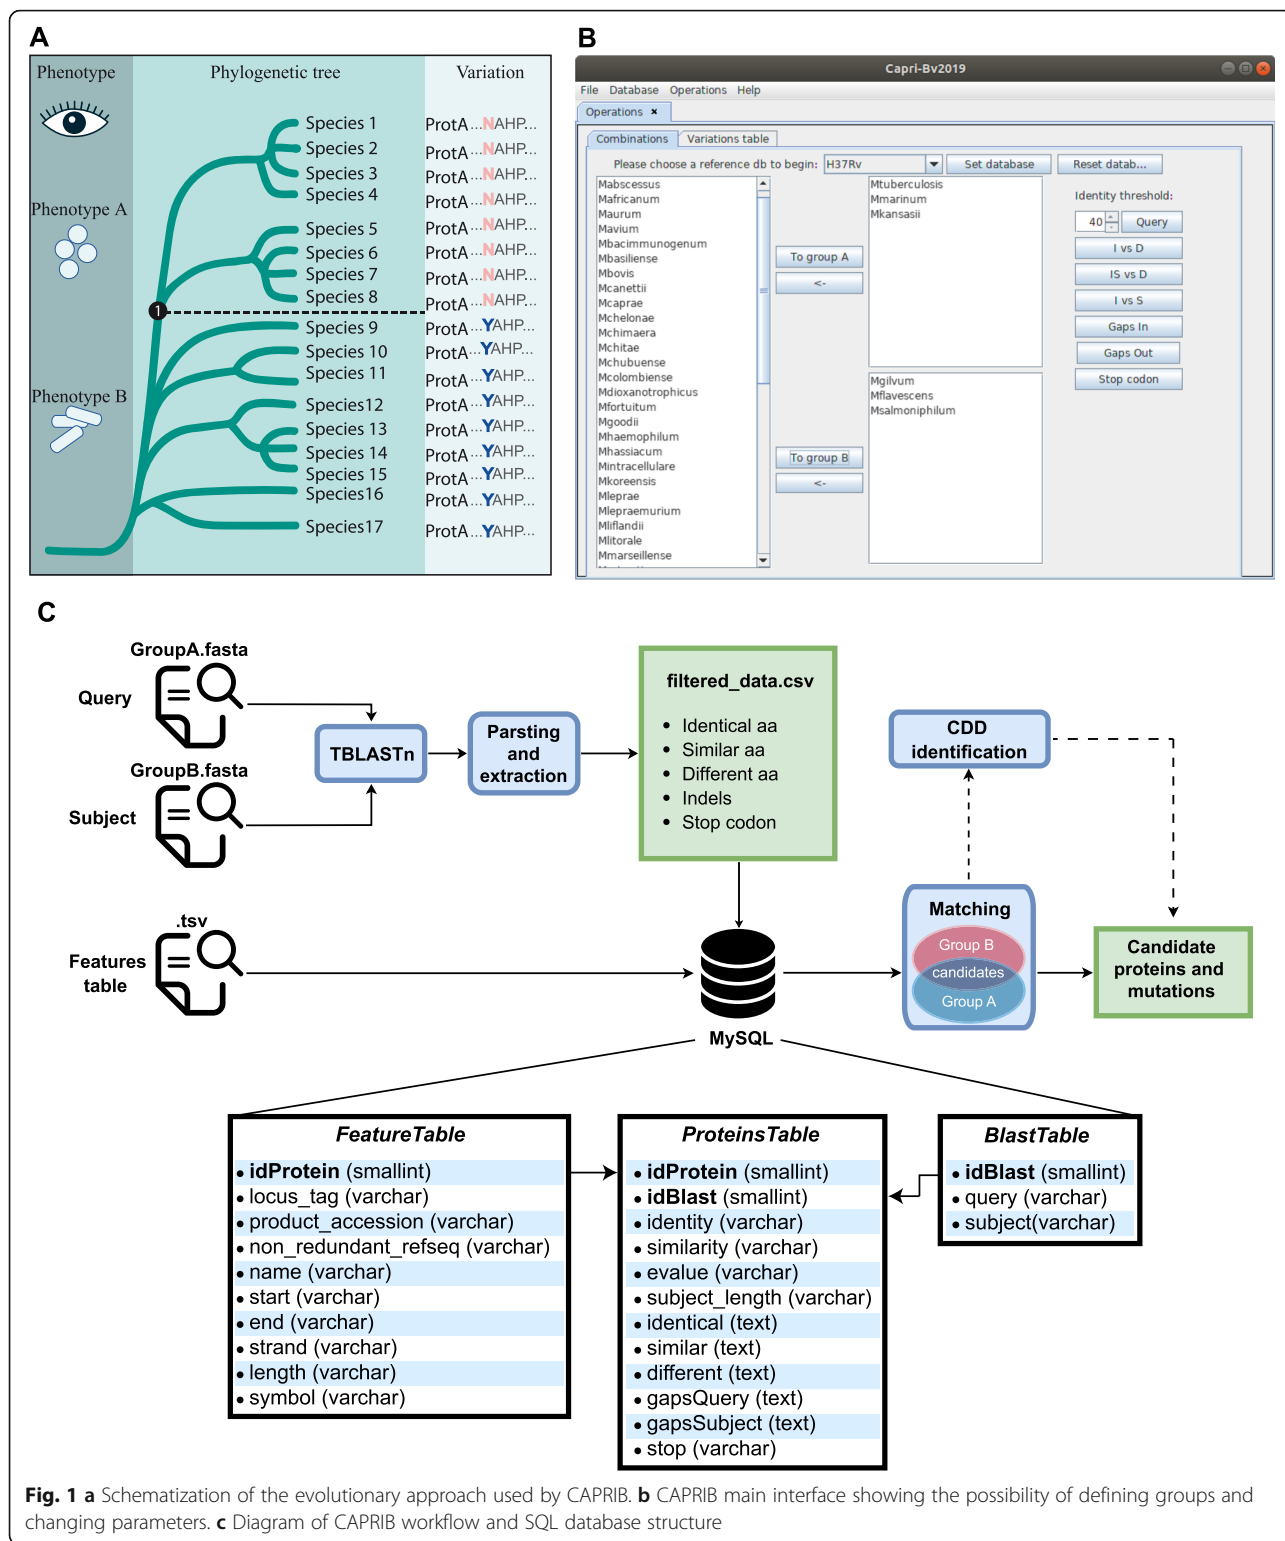 A
Phenotype
Phylogenetic tree
Variation
Phenotype A
Phenotype B
1
Species 1
Species 2
Species 3
Species 4
Species 5
Species 6
Species 7
Species 8
Species 9
Species 10
Species 11
Species12
Species 13
Species 14
Species 15
Species16
Species17
ProtA ...NAHP...
ProtA ...NAHP...
ProtA ...NAHP...
ProtA ...NAHP...
ProtA ...NAHP...
ProtA ...NAHP...
ProtA ...NAHP...
ProtA ...NAHP...
ProtA ...YAHP...
ProtA ...YAHP...
ProtA ...YAHP...
ProtA ...YAHP...
ProtA ...YAHP...
ProtA ...YAHP...
ProtA ...YAHP...
ProtA ...YAHP...
ProtA ...YAHP...
B
Capri-Bv2019
File Database Operations Help
Operations
Combinations Variations table
Please choose a reference db to begin: H37Rv Set database Reset datab...
Mabscessus
Mafricanum
Maurum
Mavium
Mbacimmunogenum
Mbasiliense
Mbovis
Mcanettii
Mcaprae
Mchelonae
Mchimaera
Mchitae
Mchubuense
Mcolombiense
Mdioxanotrophicus
Mfortuitum
Mgoodii
Mhaemophilum
Mhassiacum
Mintracellulare
Mkoreensis
Mleprae
Mlepraemurium
Mliflandii
Mlitorale
Mmarseillense
To group A
<-
To group B
<-
Mtuberculosis
Mmarinum
Mkansasii
Mgilvum
Mflavescens
Msalmoniphilum
Identity threshold:
40 Query
I vs D
IS vs D
I vs S
Gaps In
Gaps Out
Stop codon
C
GroupA.fasta
Query
GroupB.fasta
Subject
TBLASTn
Parsting
and
extraction
filtered_data.csv
• Identical aa
• Similar aa
• Different aa
• Indels
• Stop codon
CDD
identification
.tsv
Features
table
MySQL
Matching
Group B
candidates
Group A
Candidate
proteins and
mutations
FeatureTable
• idProtein (smallint)
• locus_tag (varchar)
• product_accession (varchar)
• non_redundant_refseq (varchar)
• name (varchar)
• start (varchar)
• end (varchar)
• strand (varchar)
• length (varchar)
• symbol (varchar)
ProteinsTable
• idProtein (smallint)
• idBlast (smallint)
• identity (varchar)
• similarity (varchar)
• evalue (varchar)
• subject_length (varchar)
• identical (text)
• similar (text)
• different (text)
• gapsQuery (text)
• gapsSubject (text)
• stop (varchar)
BlastTable
• idBlast (smallint)
• query (varchar)
• subject(varchar)
Fig. 1 a Schematization of the evolutionary approach used by CAPRIB. b CAPRIB main interface showing the possibility of defining groups and
changing parameters. c Diagram of CAPRIB workflow and SQL database structure